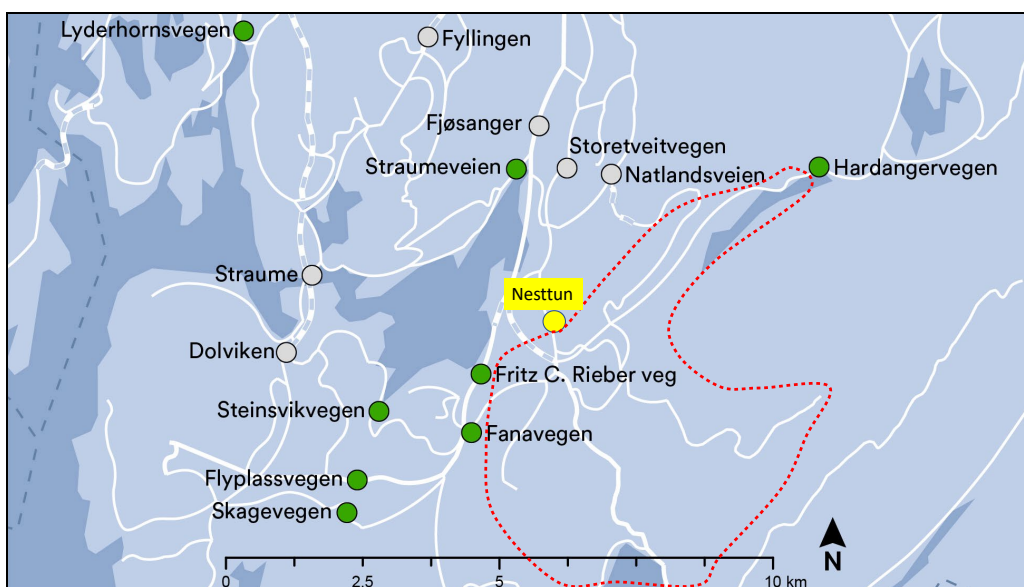 Lyderhornsvegen
Fyllingen
Fjøsanger
Storetveitvegen
Straumeveien
Natlandsveien
Hardangervegen
Straume
Nesttun
Dolviken
Fritz C. Rieber veg
Steinsvikvegen
Fanavegen
Flyplassvegen
Skagevegen
N
0 2.5 5 10 km